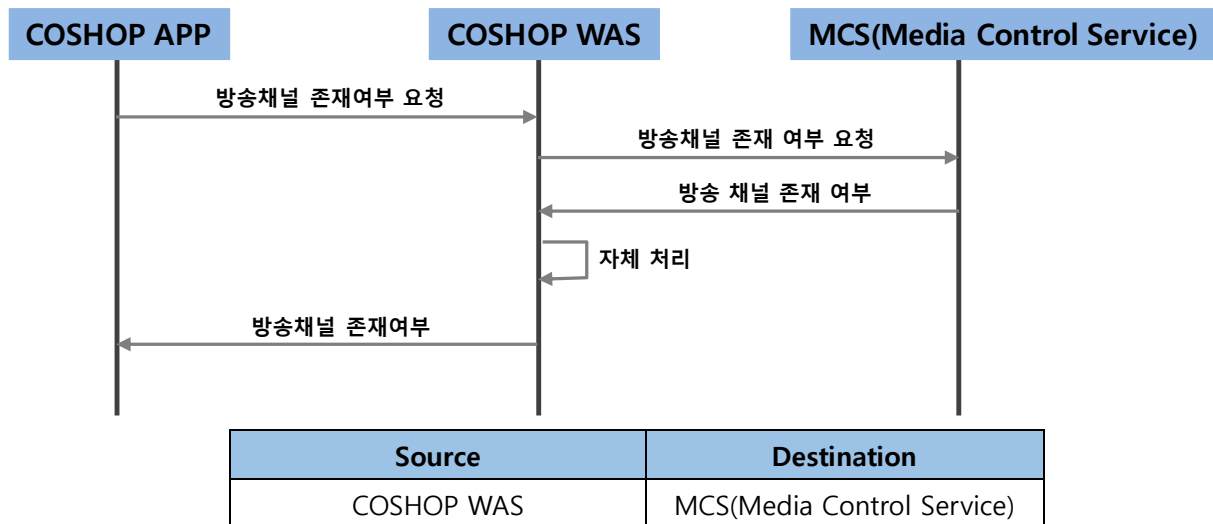 COSHOP APP COSHOP WAS MCS(Media Control Service)
방송채널 존재여부 요청
방송채널 존재 여부 요청
방송 채널 존재 여부
자체 처리
방송채널 존재여부
Source Destination
COSHOP WAS MCS(Media Control Service)